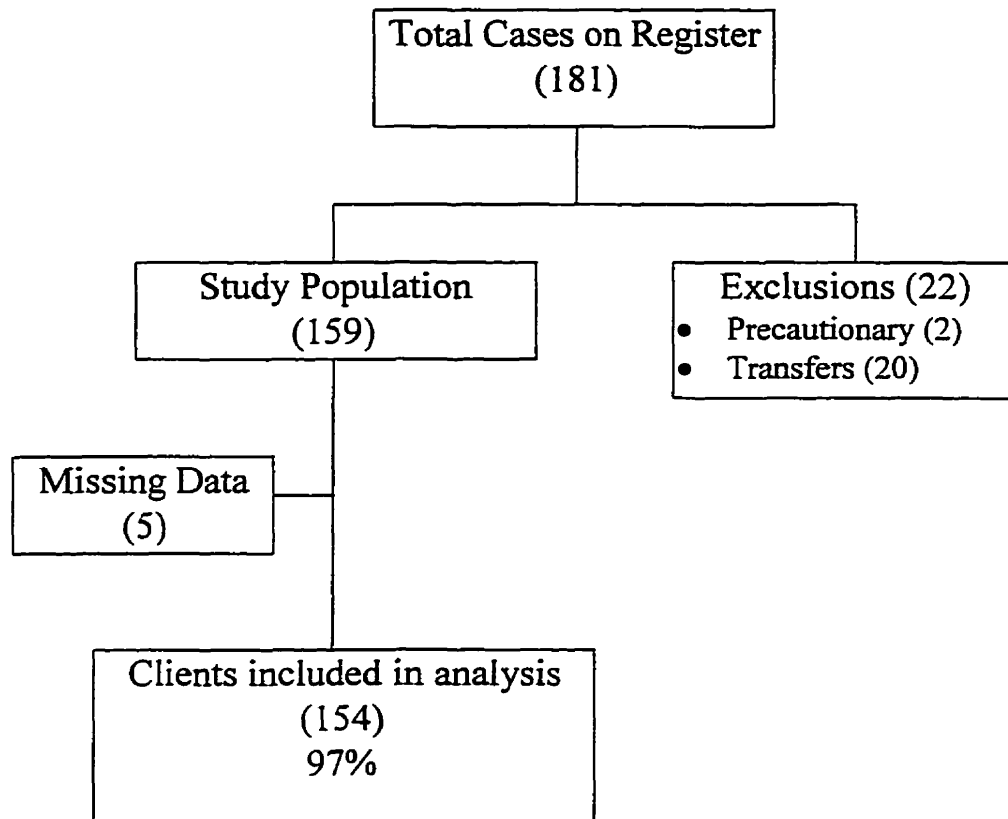 Total Cases on Register
(181)
Study Population
(159)
Exclusions (22)
• Precautionary (2)
• Transfers (20)
Missing Data
(5)
Clients included in analysis
(154)
97%